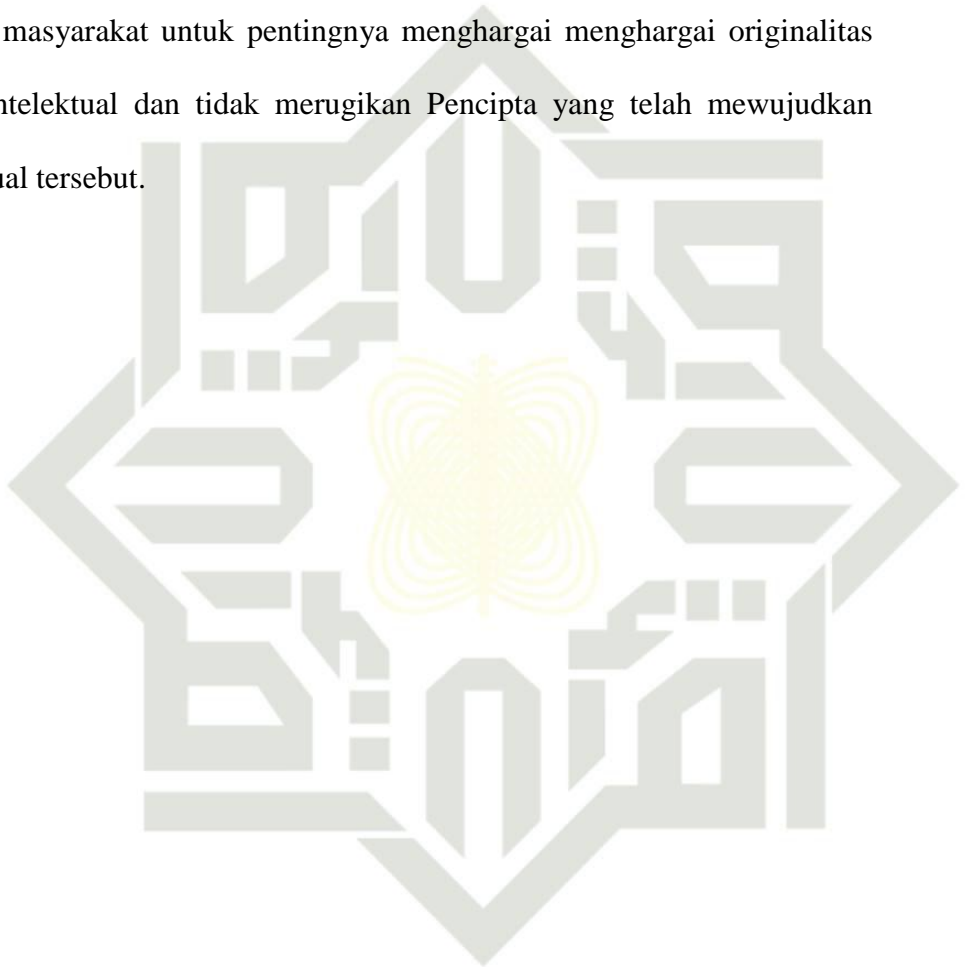 masyarakat untuk pentingnya menghargai menghargai originalitas
ntelektual dan tidak merugikan Pencipta yang telah mewujudkan
ual tersebut.